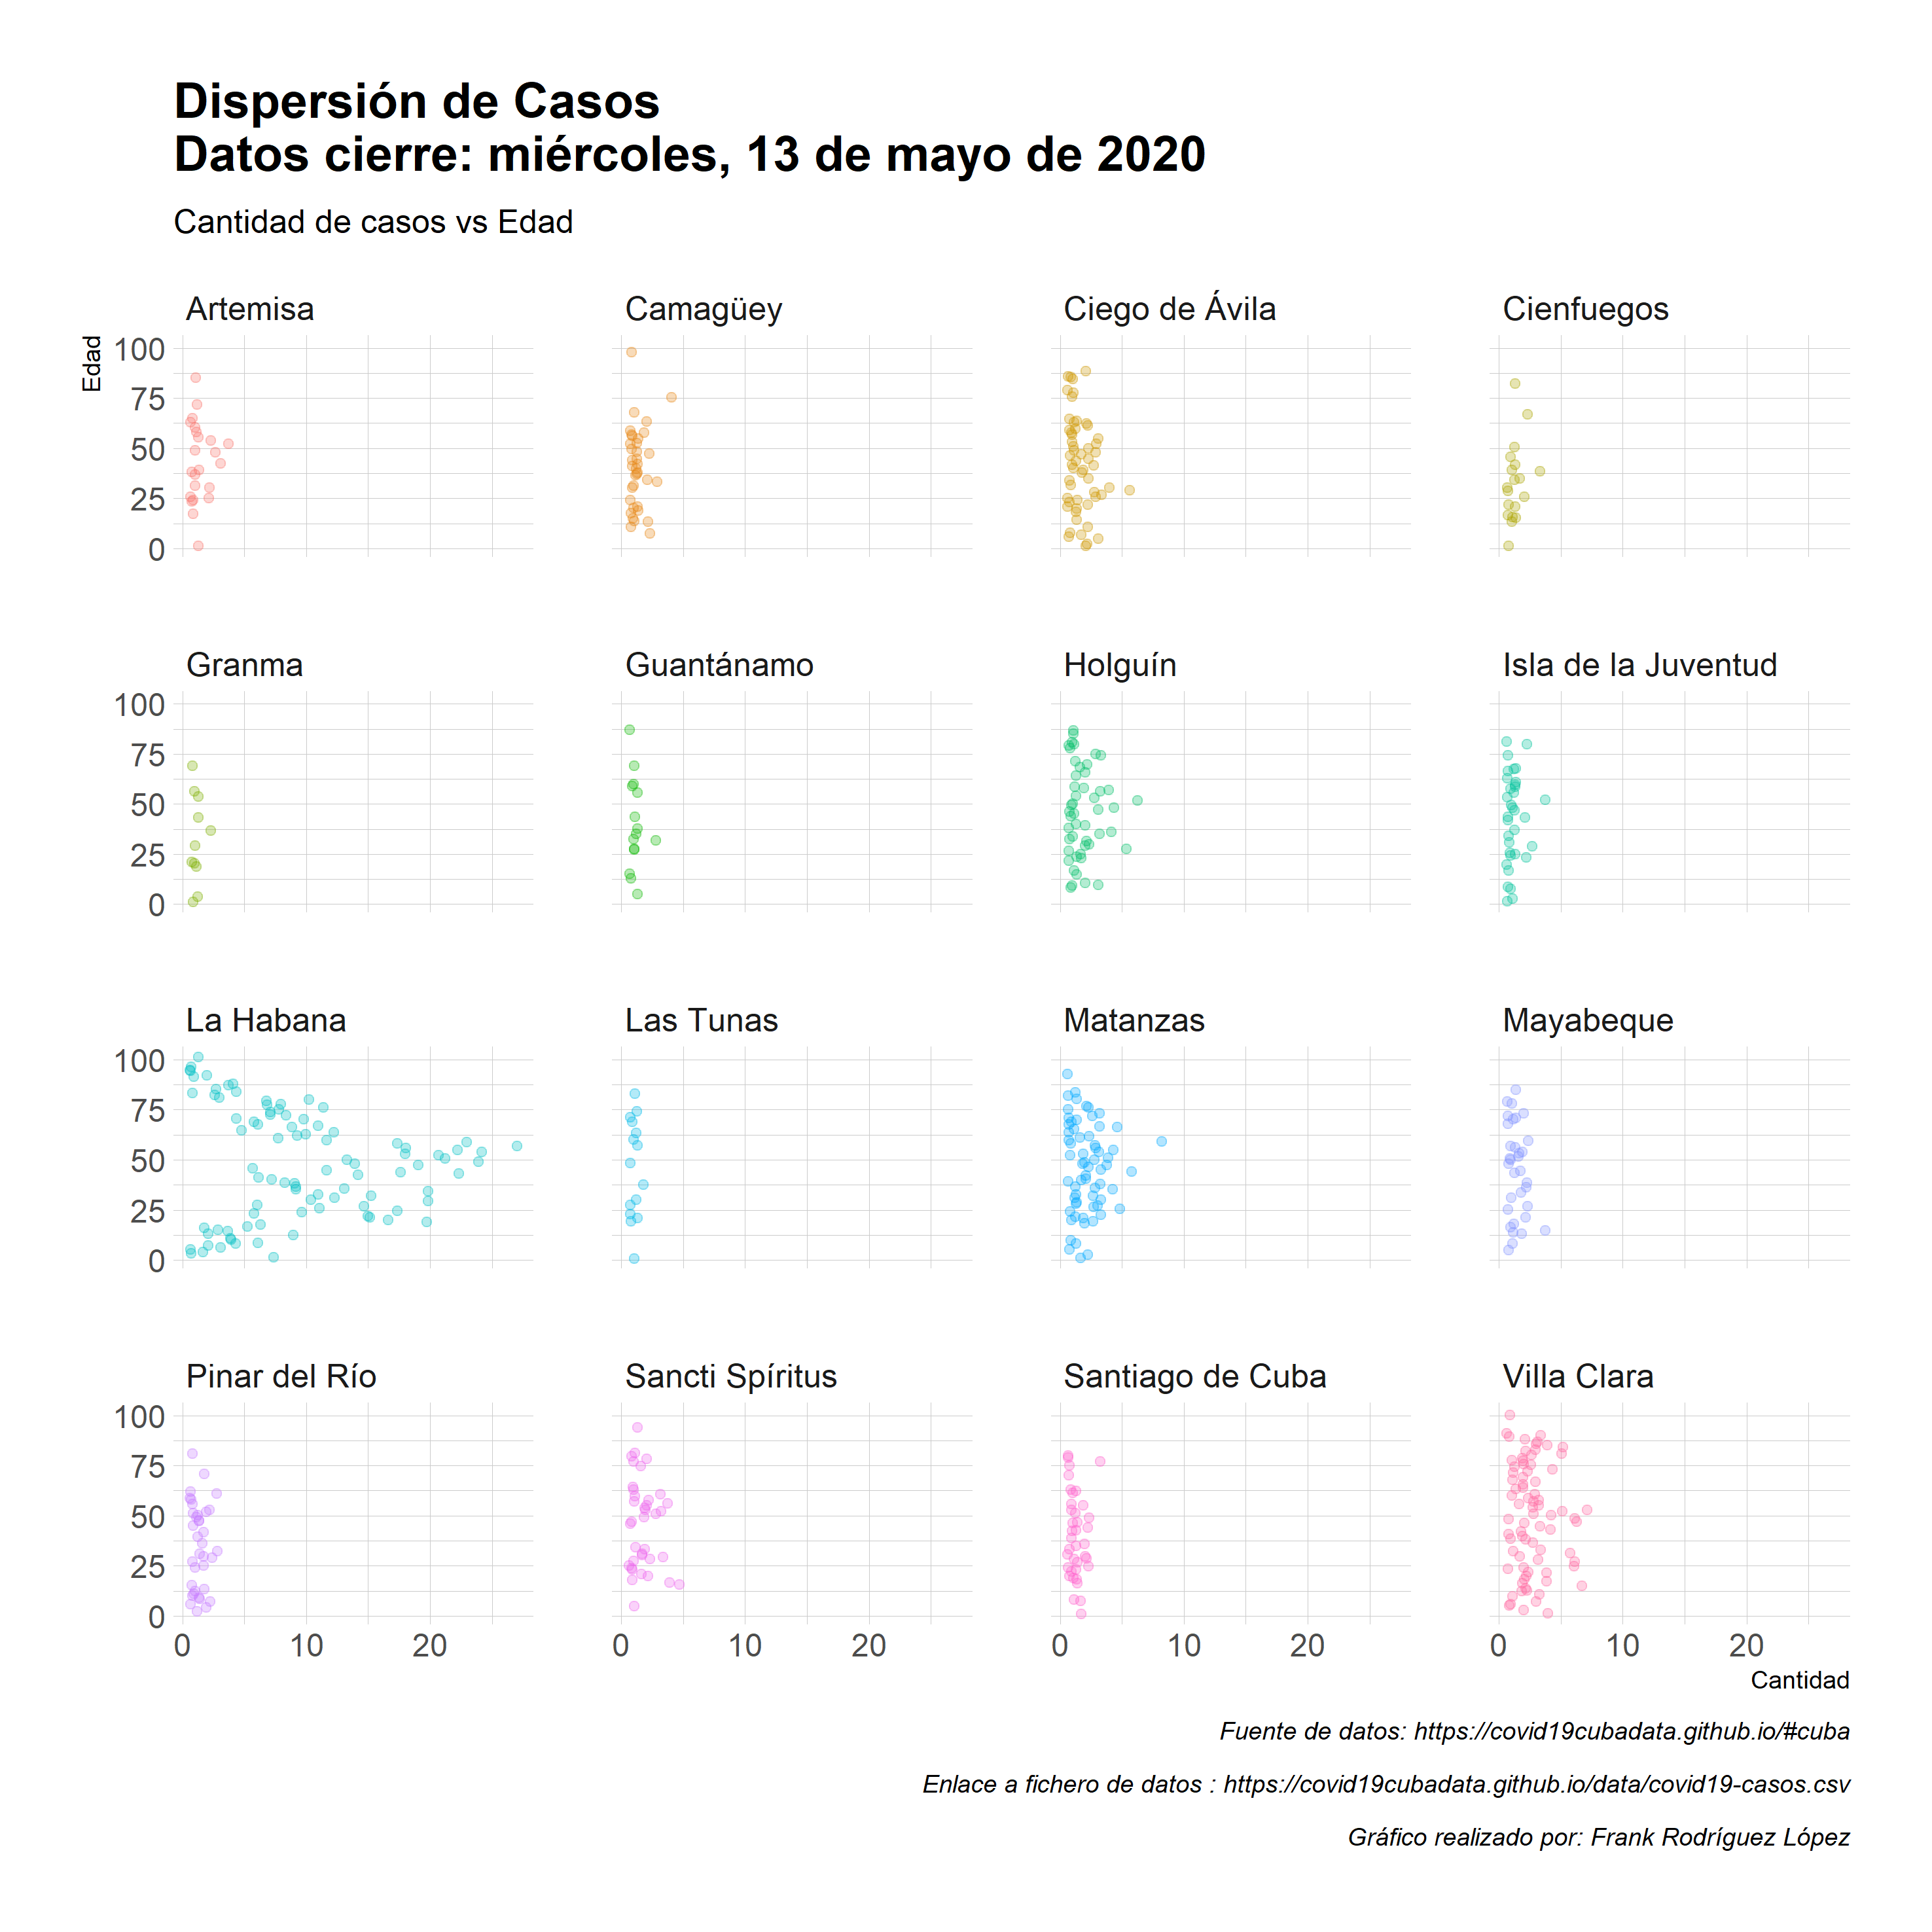 Dispersión de Casos
Datos cierre: miércoles, 13 de mayo de 2020
Cantidad de casos vs Edad
Artemisa
Camagüey
Ciego de Ávila
Cienfuegos
Edad
100
75
50
25
0
Granma
Guantánamo
Holguín
Isla de la Juventud
100
75
50
25
0
La Habana
Las Tunas
Matanzas
Mayabeque
100
75
50
25
0
Pinar del Río
Sancti Spíritus
Santiago de Cuba
Villa Clara
100
75
50
25
0
0 10 20
0 10 20
0 10 20
0 10 20
Cantidad
Fuente de datos: https://covid19cubadata.github.io/#cuba
Enlace a fichero de datos : https://covid19cubadata.github.io/data/covid19-casos.csv
Gráfico realizado por: Frank Rodríguez López